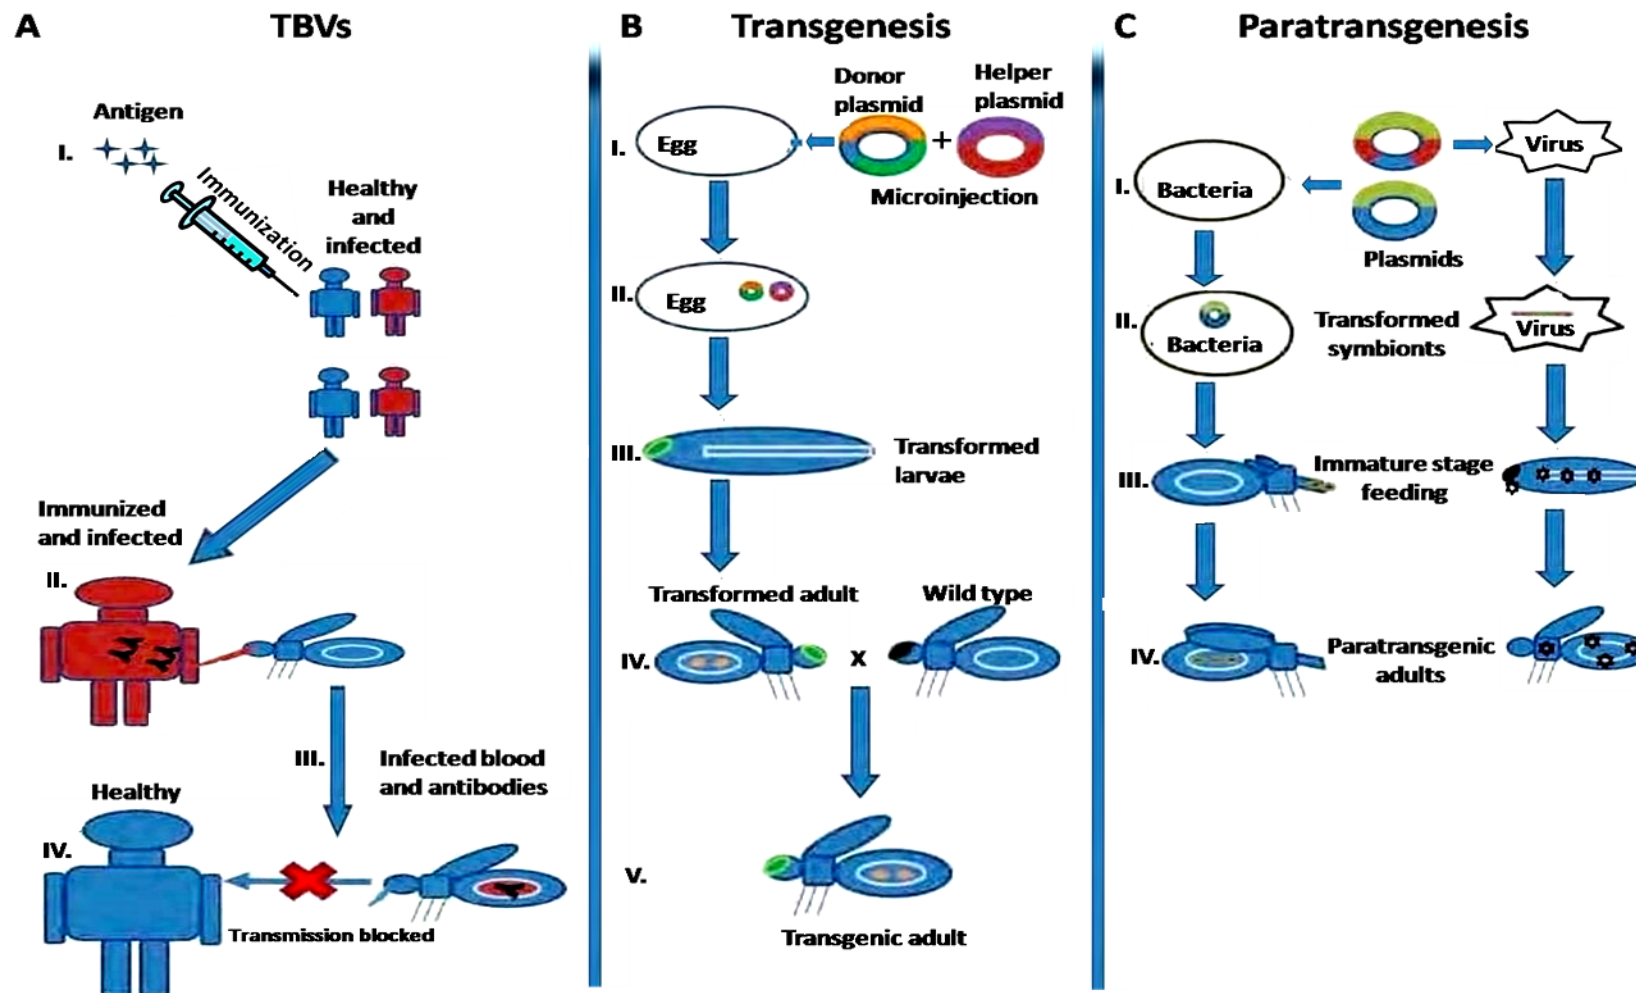 A
TBVs
Antigen
I.
Immunization
Healthy
and
infected
Immunized
and infected
II.
III.
Infected blood
and antibodies
Healthy
IV.
Transmission blocked
B
Transgenesis
Donor
plasmid
Helper
plasmid
I.
Egg
+
Microinjection
II.
Egg
III.
Transformed
larvae
Transformed adult
Wild type
IV.
x
V.
Transgenic adult
C
Paratransgenesis
I.
Bacteria
Virus
Plasmids
II.
Bacteria
Transformed
symbionts
Virus
III.
Immature stage
feeding
IV.
Paratransgenic
adults